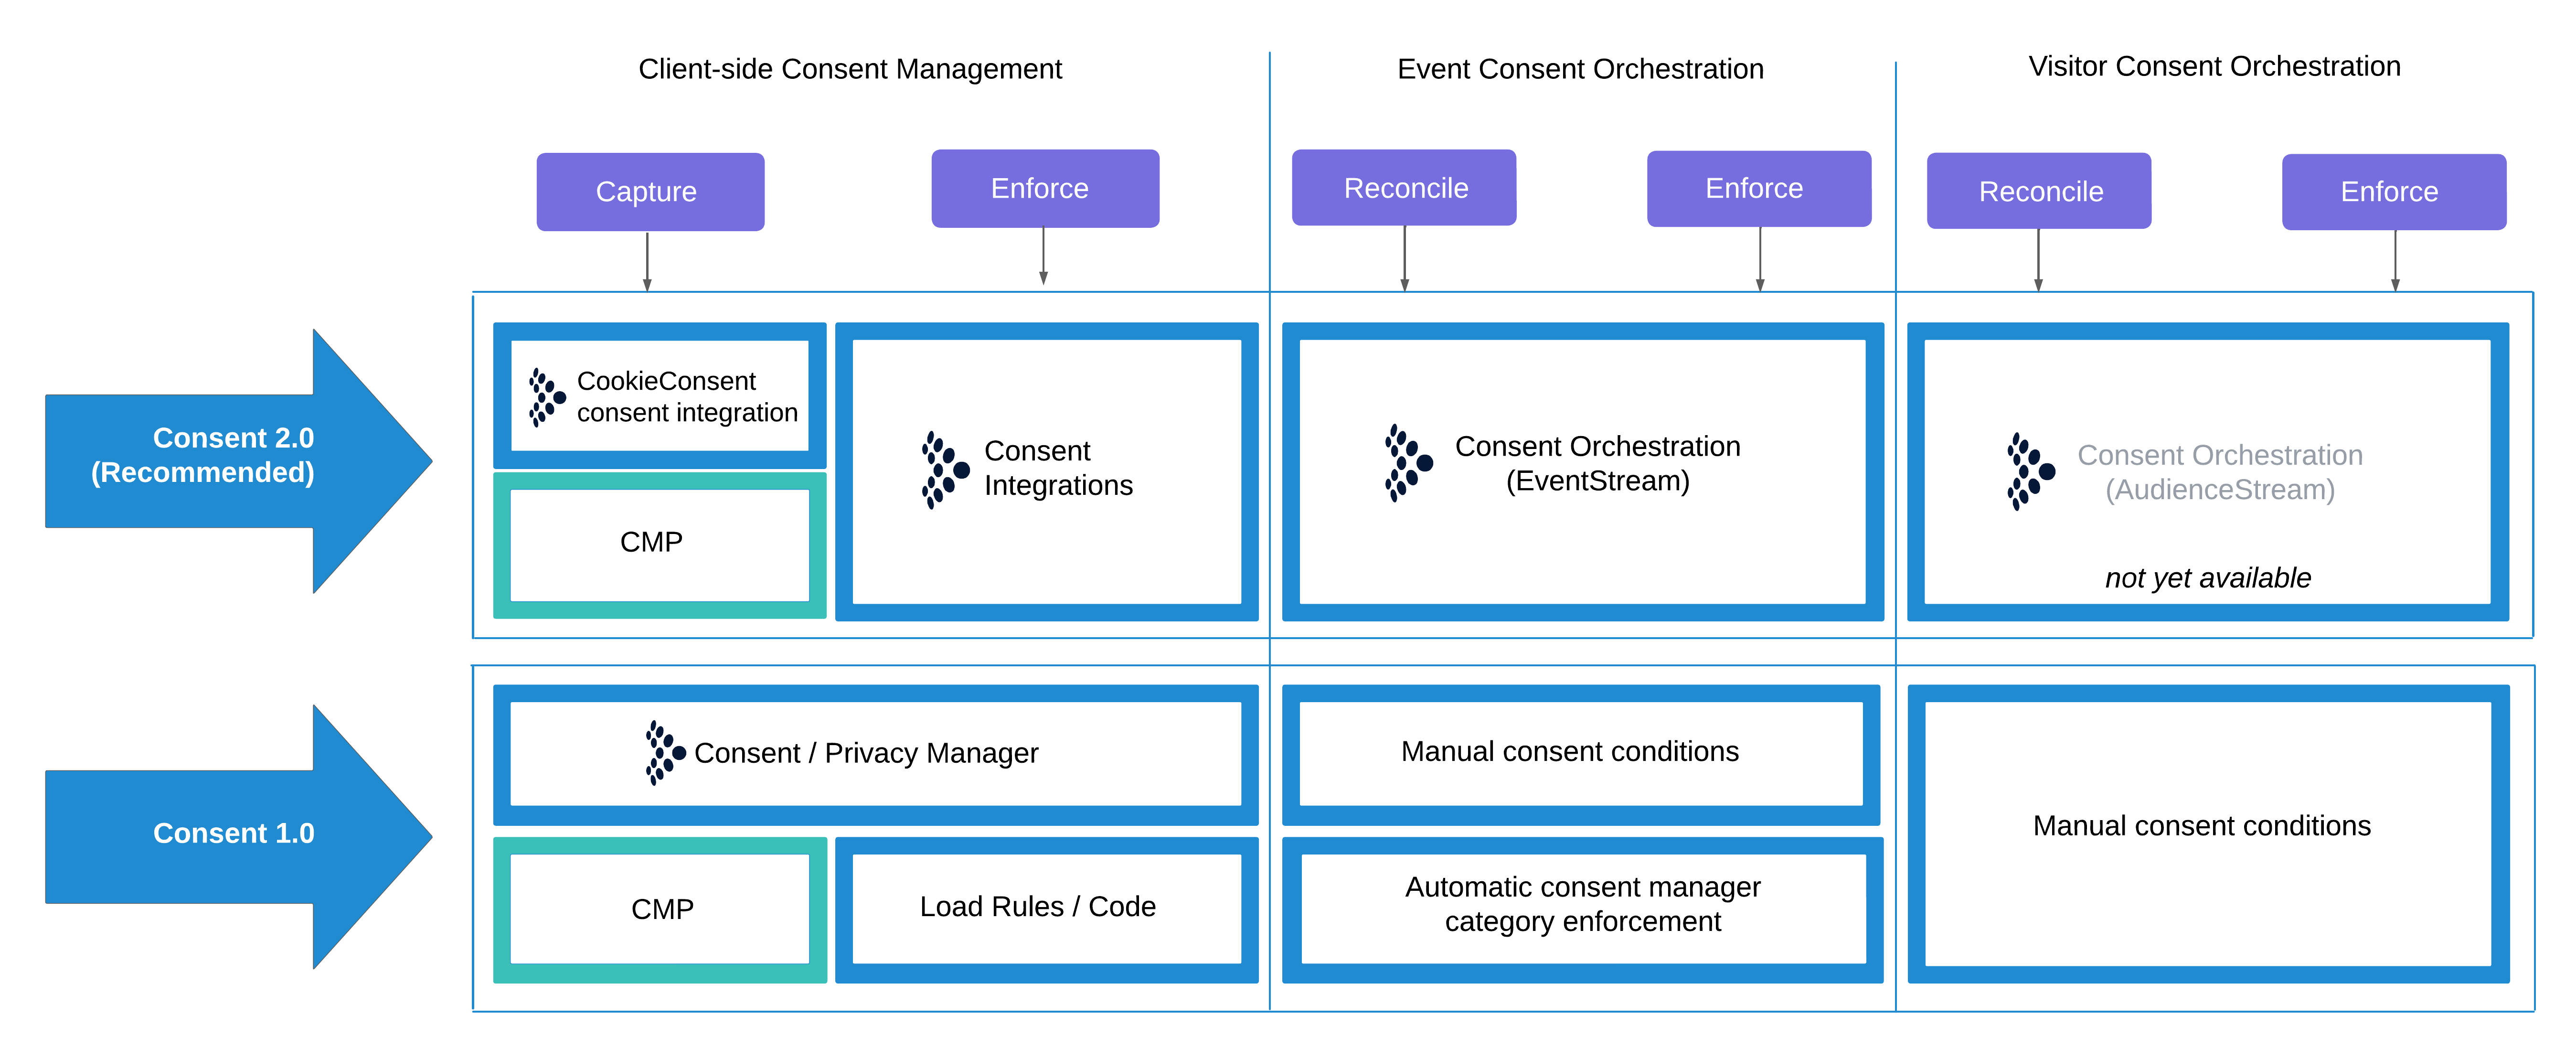 Client-side Consent Management
Event Consent Orchestration
Visitor Consent Orchestration
Capture
Enforce
Reconcile
Enforce
Reconcile
Enforce
Consent 2.0
(Recommended)
CookieConsent
consent integration
CMP
Consent
Integrations
Consent Orchestration
(EventStream)
Consent Orchestration
(AudienceStream)
not yet available
Consent 1.0
Consent / Privacy Manager
CMP
Load Rules / Code
Manual consent conditions
Automatic consent manager
category enforcement
Manual consent conditions